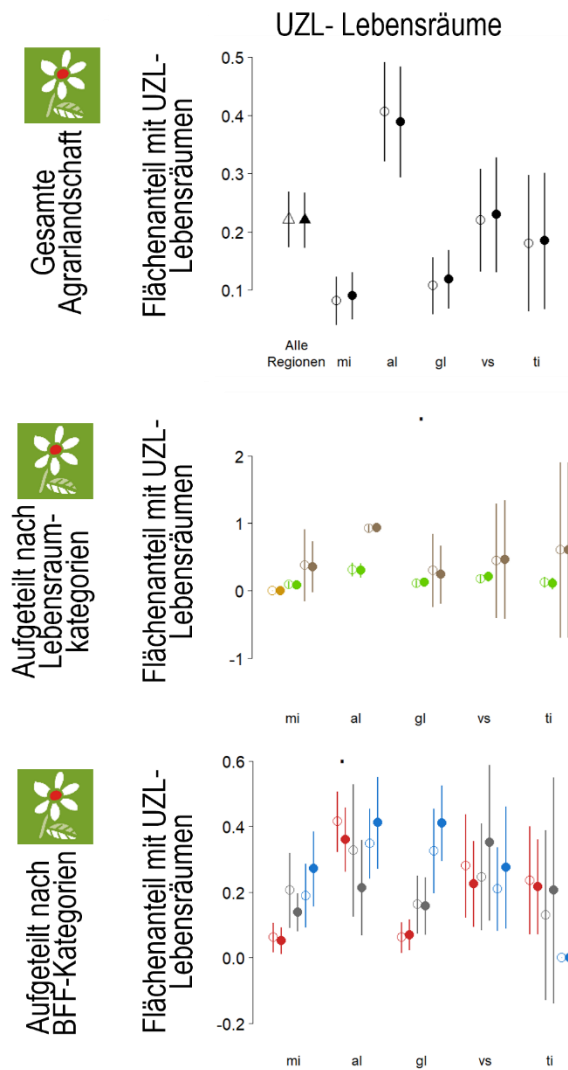 UZL- Lebensräume
Gesamte
Agrarlandschaft
Flächenanteil mit UZL-
Lebensräumen
0.5
0.4
0.3
0.2
0.1
Alle
Regionen
mi
al
gl
vs
ti
Aufgeteilt nach
Lebensraum-
kategorien
Flächenanteil mit UZL-
Lebensräumen
2
1
0
-1
mi
al
gl
vs
ti
Aufgeteilt nach
BFF-Kategorien
Flächenanteil mit UZL-
Lebensräumen
0.6
0.4
0.2
0.0
-0.2
mi
al
gl
vs
ti